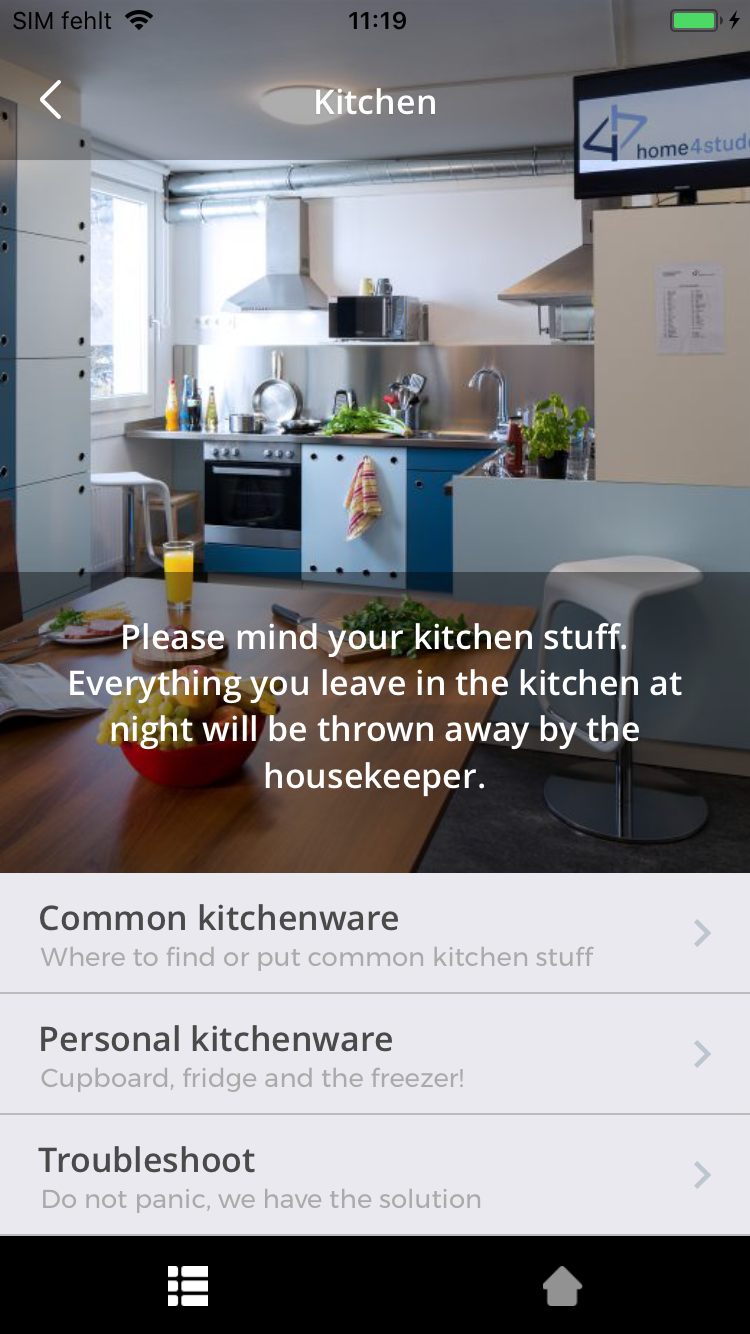 SIM fehlt
11:19
Kitchen
home4stude
Please mind your kitchen stuff.
Everything you leave in the kitchen at
night will be thrown away by the
housekeeper.
Common kitchenware
Where to find or put common kitchen stuff
Personal kitchenware
Cupboard, fridge and the freezer!
Troubleshoot
Do not panic, we have the solution